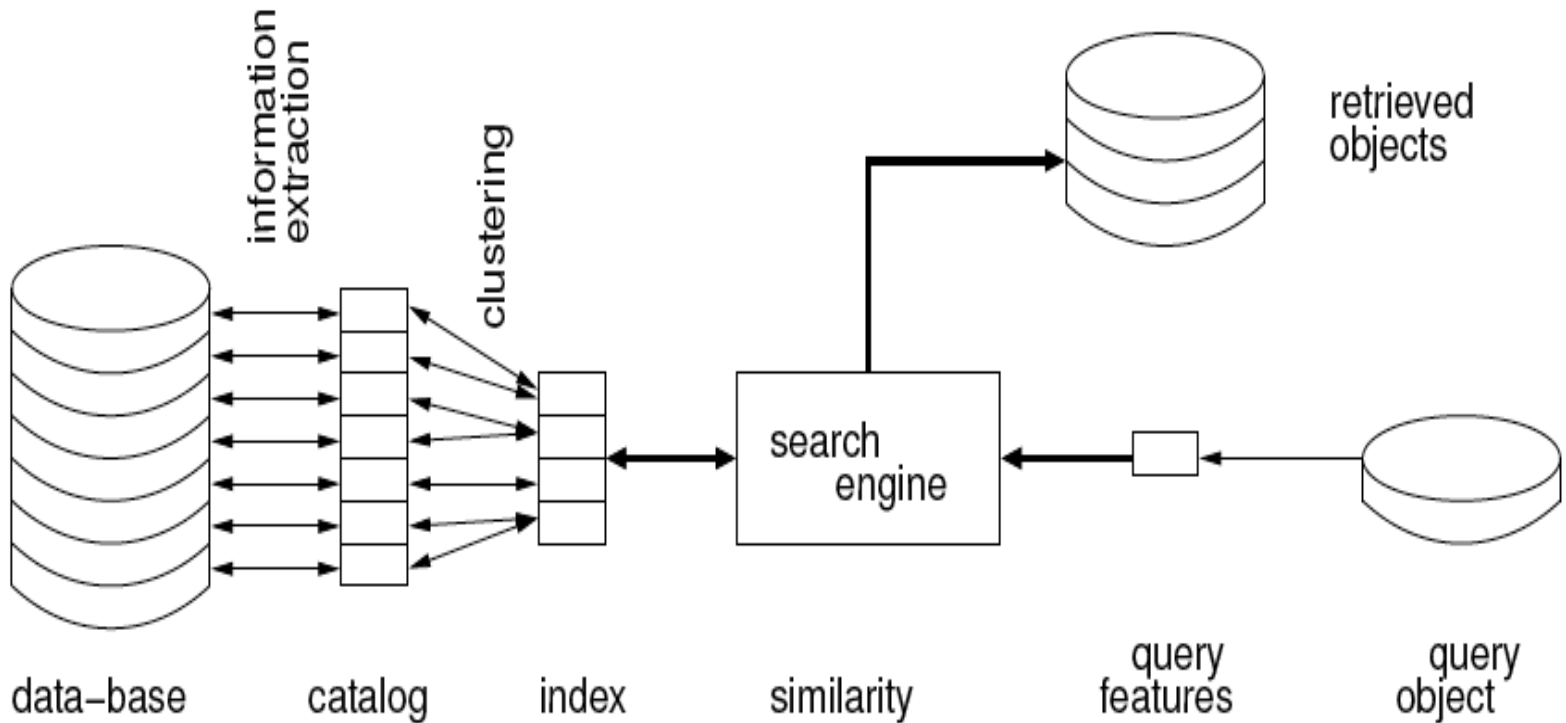 information
extraction
clustering
retrieved
objects
search
engine
data-base
catalog
index
similarity
query
features
query
object